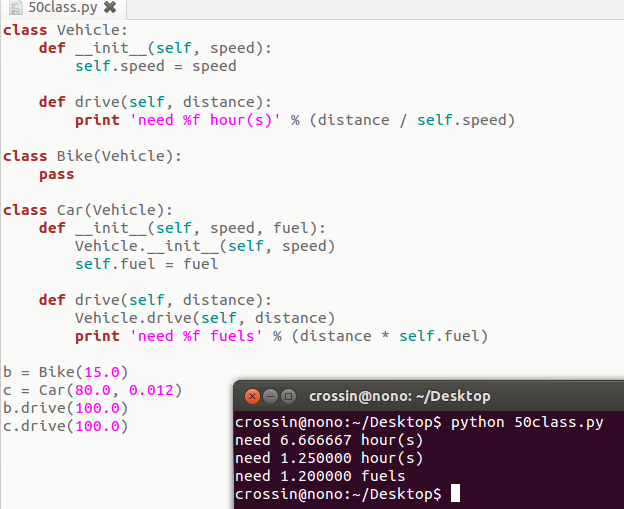 50class.py
class Vehicle:
    def __init__(self, speed):
        self.speed = speed

    def drive(self, distance):
        print 'need %f hour(s)' % (distance / self.speed)

class Bike(Vehicle):
    pass

class Car(Vehicle):
    def __init__(self, speed, fuel):
        Vehicle.__init__(self, speed)
        self.fuel = fuel

    def drive(self, distance):
        Vehicle.drive(self, distance)
        print 'need %f fuels' % (distance * self.fuel)

b = Bike(15.0)
c = Car(80.0, 0.012)
b.drive(100.0)
c.drive(100.0)
crossin@nono: ~/Desktop
crossin@nono:~/Desktop$ python 50class.py
need 6.666667 hour(s)
need 1.250000 hour(s)
need 1.200000 fuels
crossin@nono:~/Desktop$